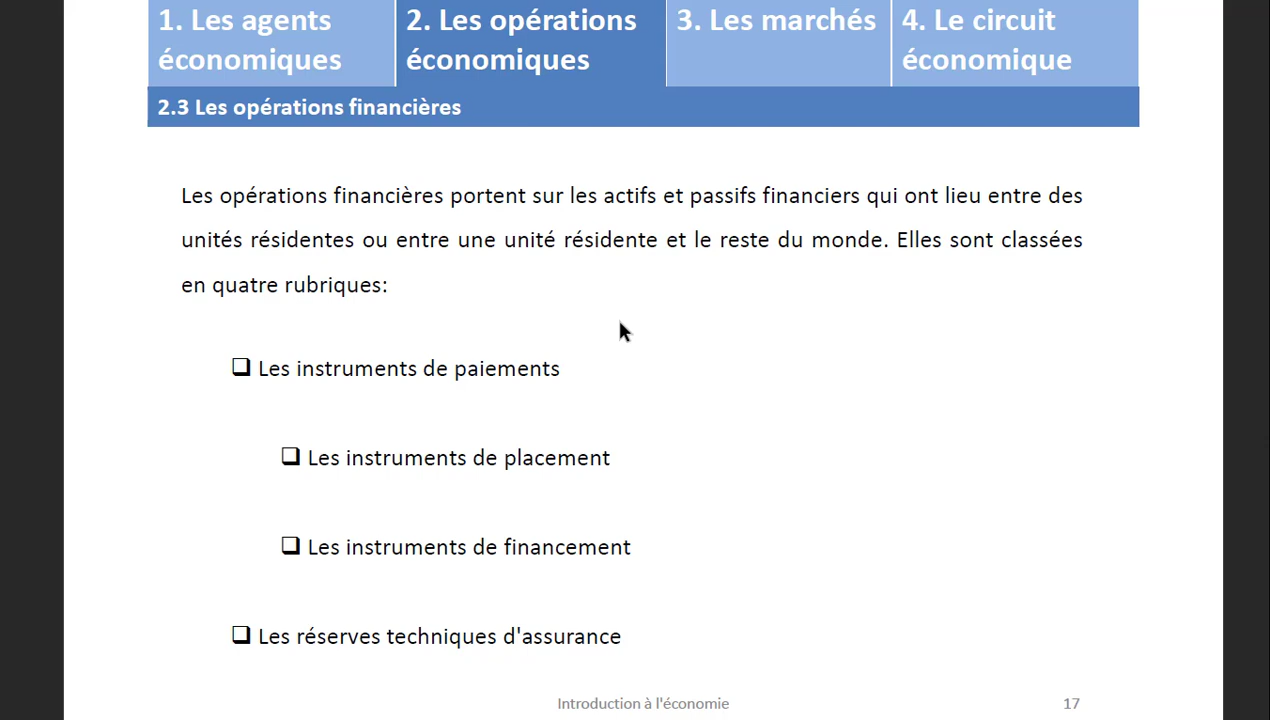 1. Les agents
économiques
2. Les opérations
économiques
3. Les marchés
4. Le circuit
économique
2.3 Les opérations financières
Les opérations financières portent sur les actifs et passifs financiers qui ont lieu entre des
unités résidentes ou entre une unité résidente et le reste du monde. Elles sont classées
en quatre rubriques:
❑ Les instruments de paiements
❑ Les instruments de placement
❑ Les instruments de financement
❑ Les réserves techniques d'assurance
Introduction à l'économie
17